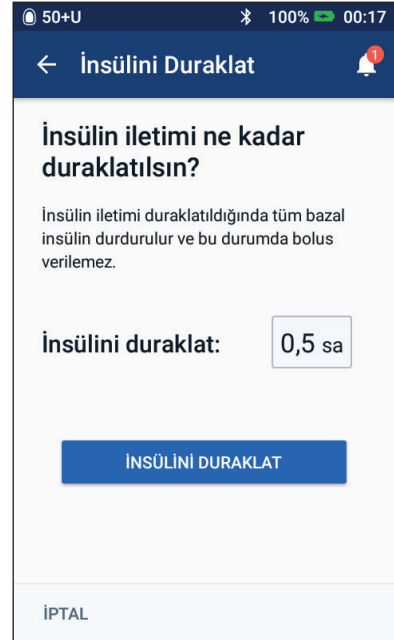 50+U 100% 00:17
İnsülini Duraklat 1
İnsülin iletimi ne kadar
duraklatılsın?
İnsülin iletimi duraklatıldığında tüm bazal
insülin durdurulur ve bu durumda bolus
verilemez.
İnsülini duraklat: 0,5 sa
İNSÜLİNİ DURAKLAT
İPTAL